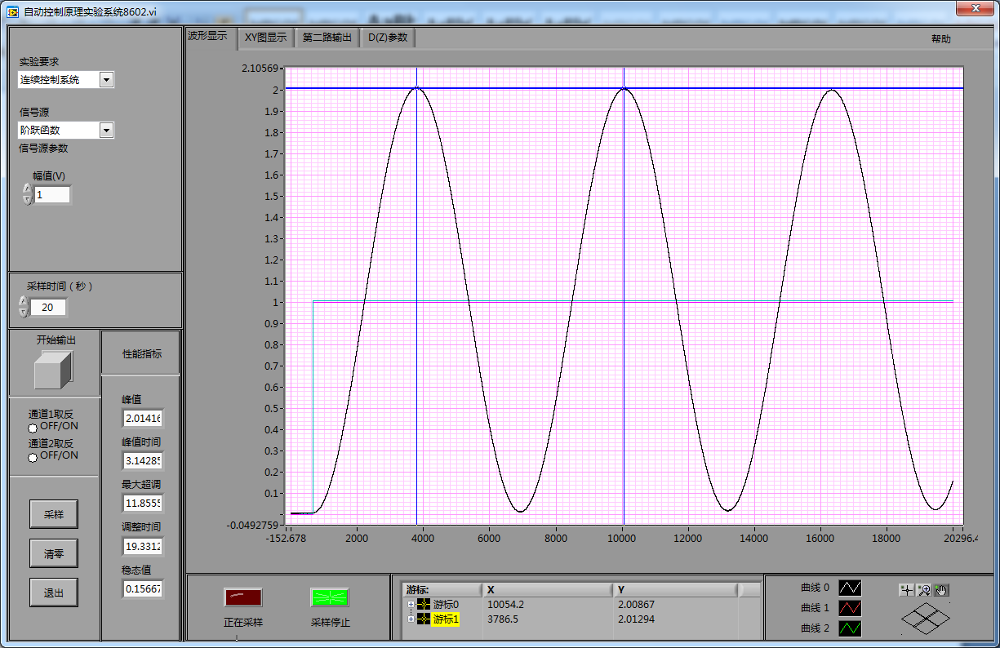 自动控制原理实验系统8602.vi
波形显示
XY图显示
第二路输出
D(Z)参数
帮助
实验要求
连续控制系统
信号源
阶跃函数
信号源参数
幅值(V)
1
采样时间（秒）
20
开始输出
通道1取反
OFF/ON
通道2取反
OFF/ON
采样
清零
退出
性能指标
峰值
2.01416
峰值时间
3.14285
最大超调
11.8555
调整时间
19.3312
稳态值
0.15667
2.10569
2
1.9
1.8
1.7
1.6
1.5
1.4
1.3
1.2
1.1
1
0.9
0.8
0.7
0.6
0.5
0.4
0.3
0.2
0.1
-0.0492759
-152.678 2000 4000 6000 8000 10000 12000 14000 16000 18000 20296.4
正在采样
采样停止
游标: X Y
游标0 10054.2 2.00867
游标1 3786.5 2.01294
曲线 0
曲线 1
曲线 2